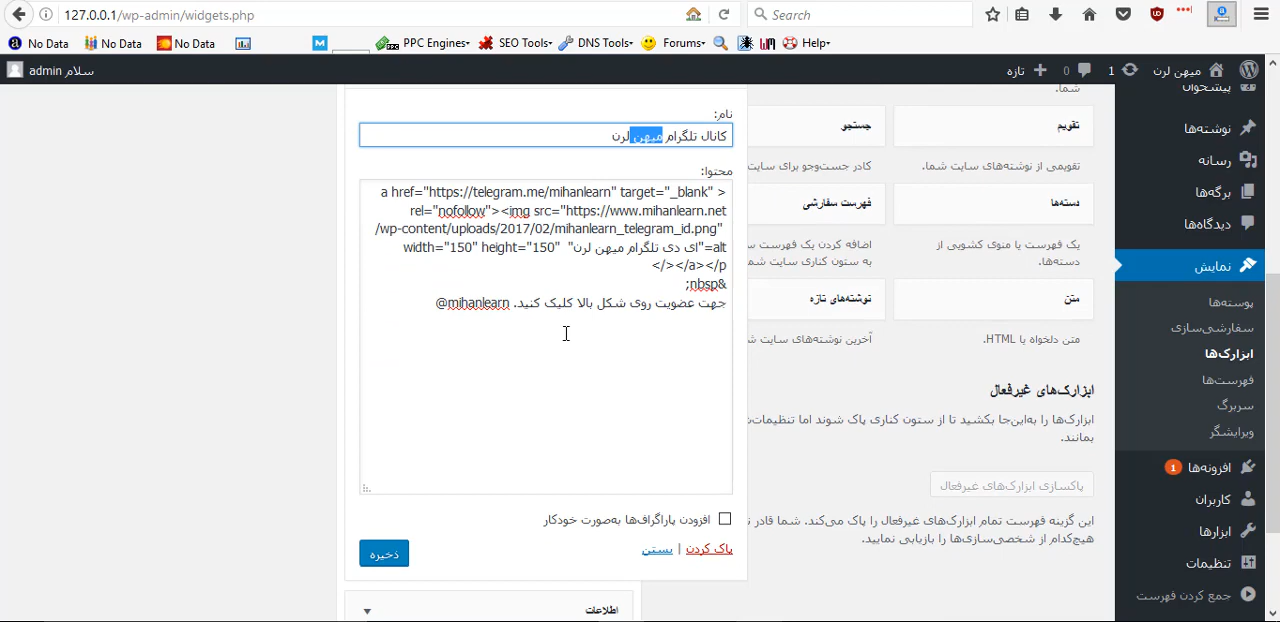 127.0.0.1/wp-admin/widgets.php
Search
No Data
No Data
No Data
PPC Engines
SEO Tools
DNS Tools
Forums
Help
میهن لرن
1
0
تازه
سلام admin
پیشخوان
نوشته‌ها
رسانه
برگه‌ها
دیدگاه‌ها
نمایش
پوسته‌ها
سفارشی‌سازی
ابزارک‌ها
فهرست‌ها
سربرگ
ویرایشگر
افزونه‌ها 1
کاربران
ابزارها
تنظیمات
جمع کردن فهرست
شما.
تقویم
جستجو
تقویمی از نوشته‌های سایت شما.
کادر جست‌وجو برای سایت
دسته‌ها
فهرست سفارشی
یک فهرست یا منوی کشویی از
دسته‌ها.
اضافه کردن یک فهرست
به ستون کناری سایت
متن
نوشته‌های تازه
متن دلخواه یا HTML.
آخرین نوشته‌های سایت
ابزارک‌های غیرفعال
ابزارک‌ها را به‌این‌جا بکشید تا از ستون کناری پاک شوند اما تنظیمات
بمانند.
پاکسازی ابزارک‌های غیرفعال
این گزینه فهرست تمام ابزارک‌های غیرفعال را پاک می‌کند. شما قادر
هیچ‌کدام از شخصی‌سازی‌ها را بازیابی نمایید.
نام:
کانال تلگرام میهن لرن
محتوا:
a href="https://telegram.me/mihanlearn" target="_blank" >
rel="nofollow"><img src="https://www.mihanlearn.net
/wp-content/uploads/2017/02/mihanlearn_telegram_id.png"
alt="ای دی تلگرام میهن لرن" width="150" height="150"
</></a></p
&nbsp;
جهت عضویت روی شکل بالا کلیک کنید. @mihanlearn
افزودن پاراگراف‌ها به‌صورت خودکار
پاک کردن | بستن
ذخیره
اطلاعات